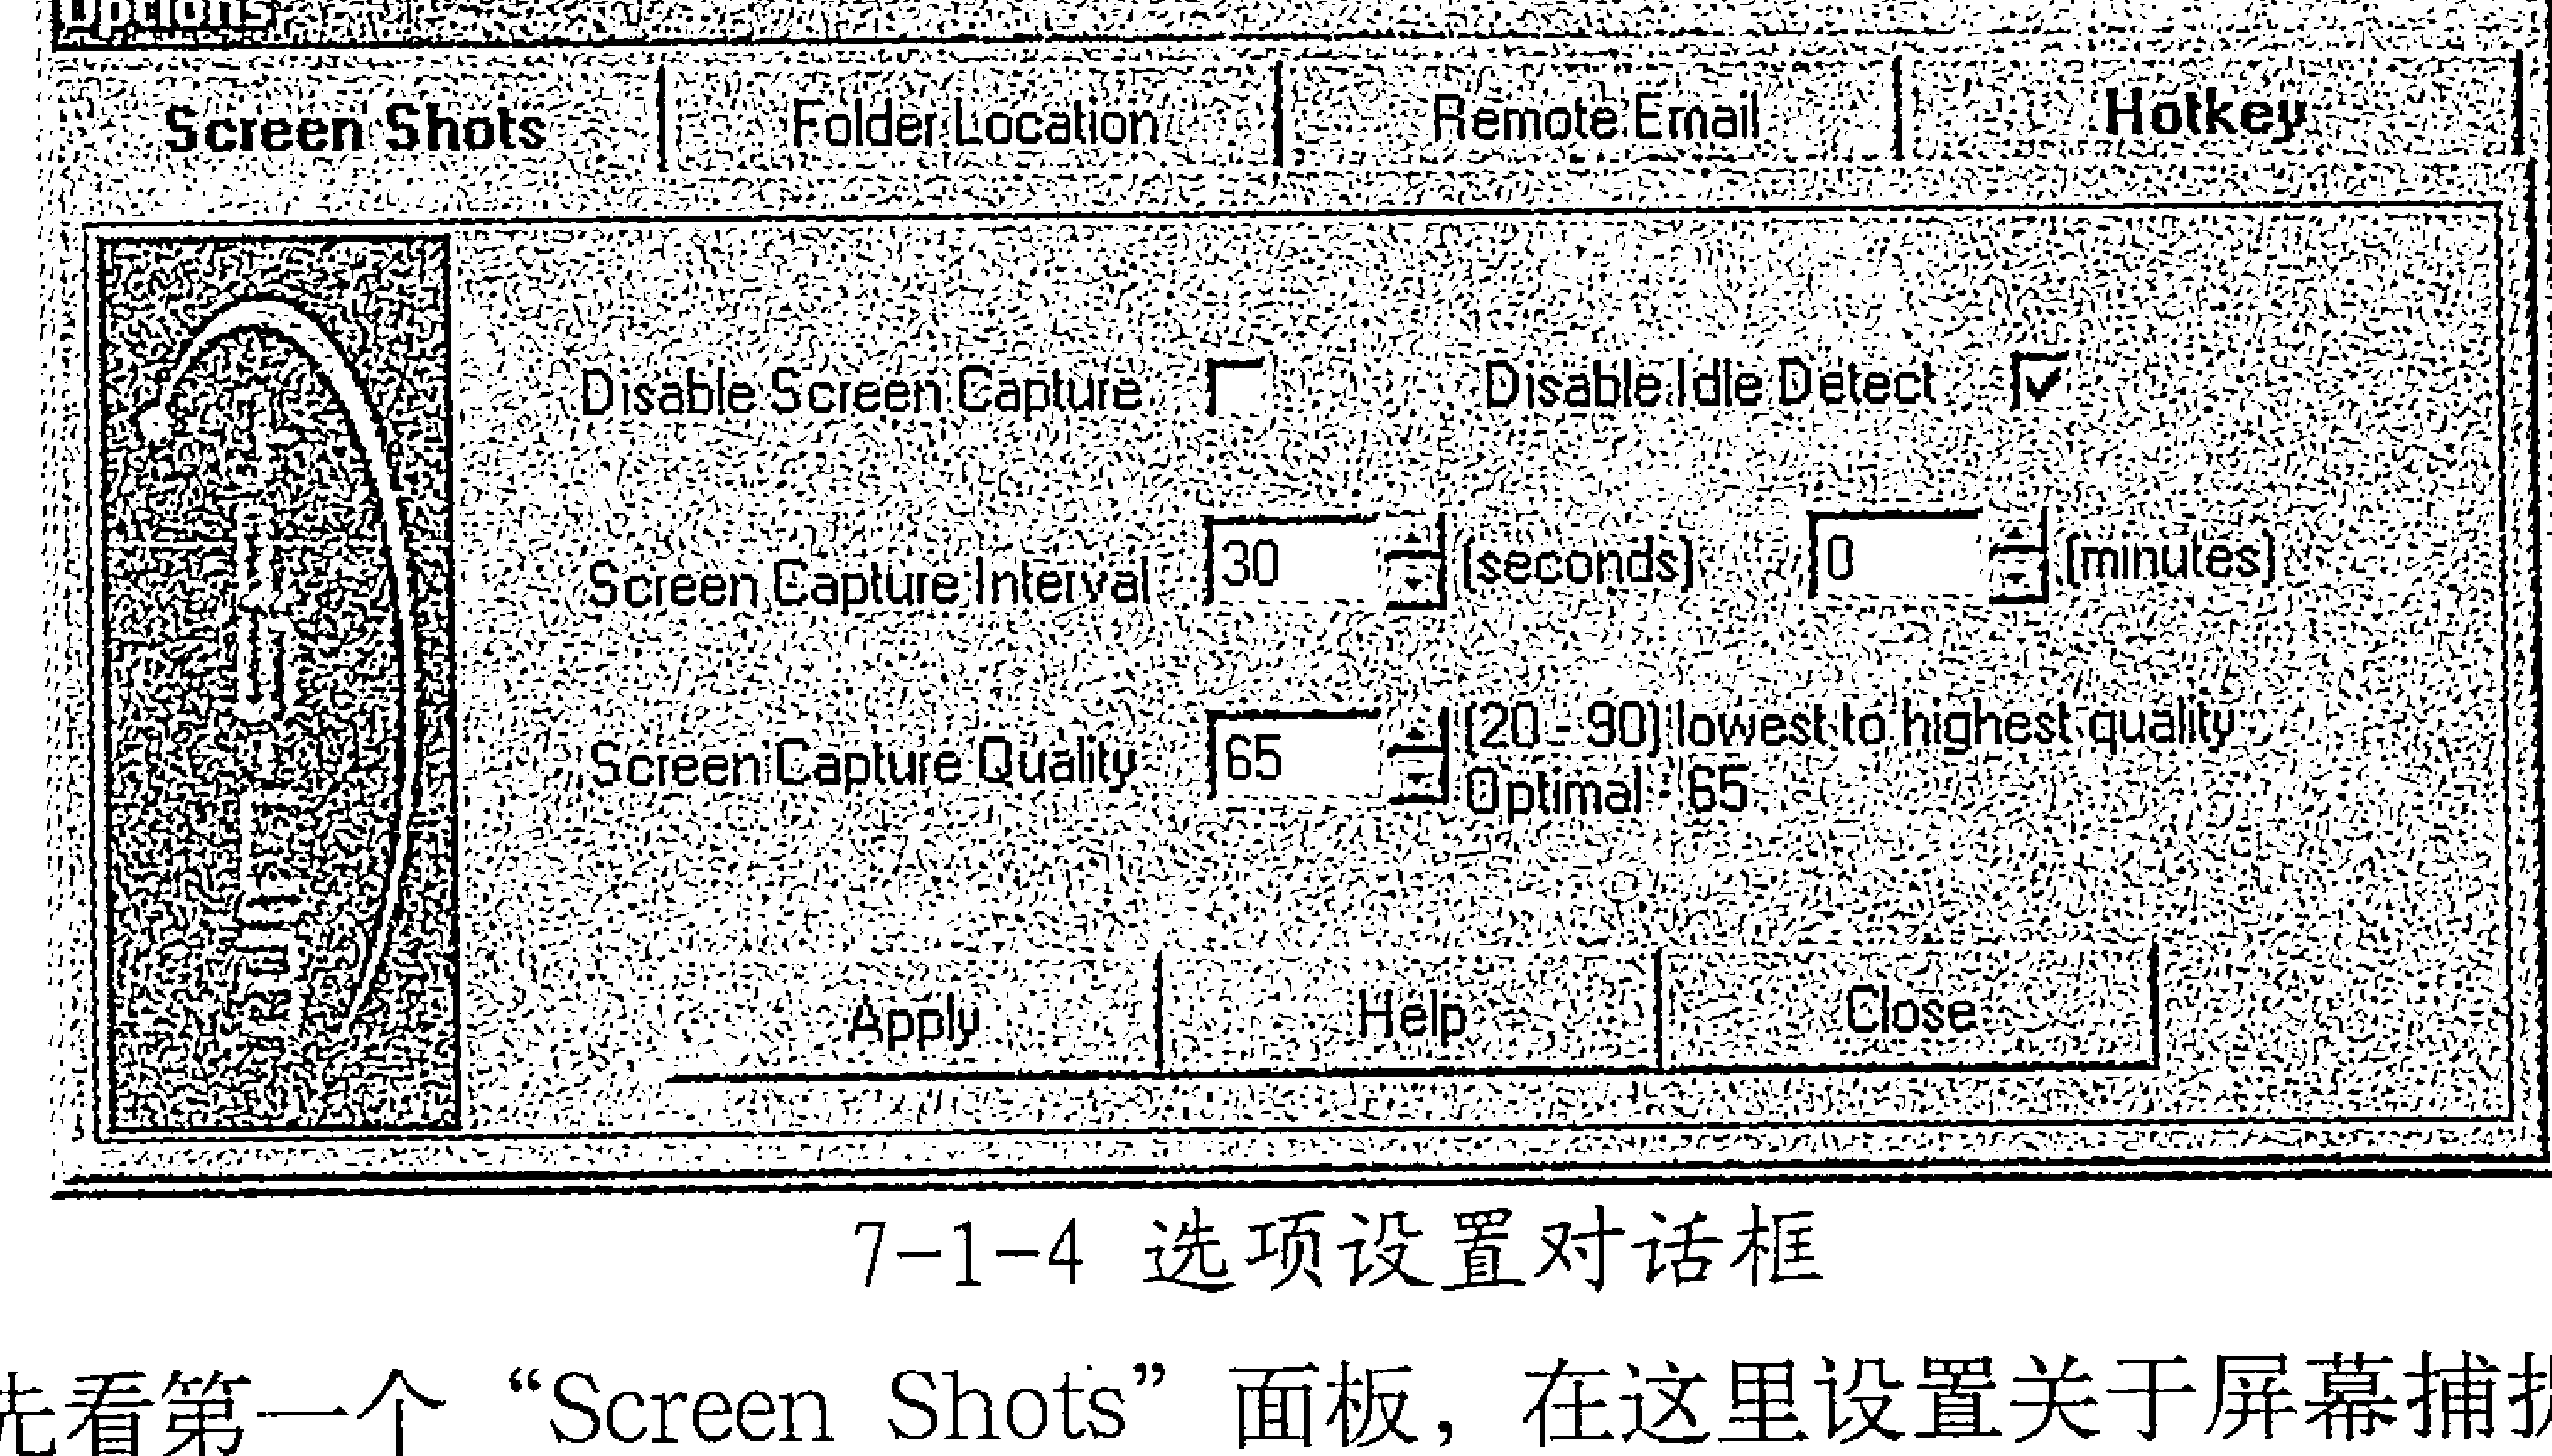 Options
Screen Shots Folder Location Remote Email Hotkey
Disable Screen Capture Disable Idle Detect
Screen Capture Interval 30 (seconds) 0 (minutes)
Screen Capture Quality 65 (20 - 90) lowest to highest quality
Optimal : 65
Apply Help Close
7-1-4 选项设置对话框
先看第一个 “Screen Shots” 面板，在这里设置关于屏幕捕捉